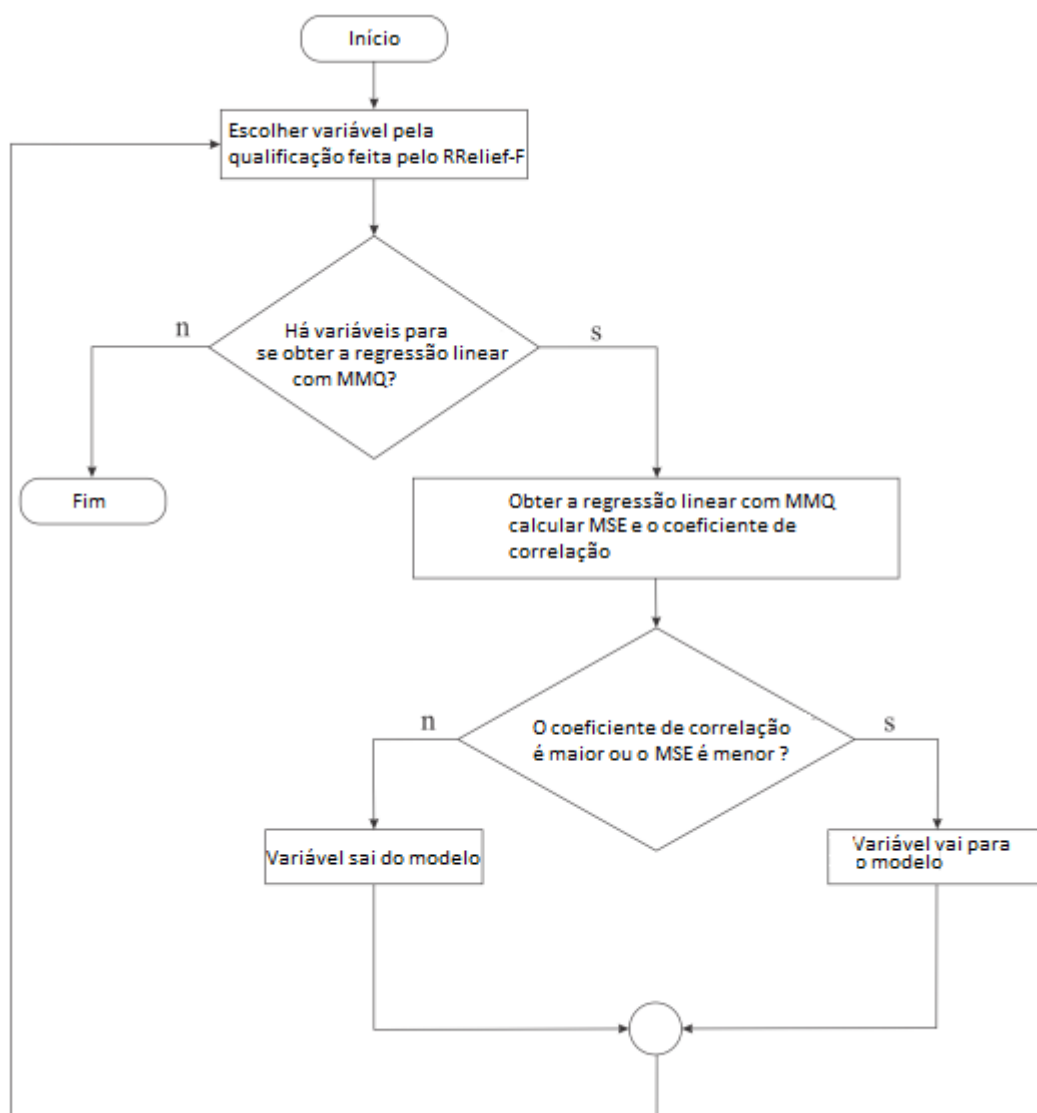 Início
Escolher variável pela
qualificação feita pelo RRelief-F
n
Há variáveis para
se obter a regressão linear
com MMQ?
s
Fim
Obter a regressão linear com MMQ
calcular MSE e o coeficiente de
correlação
n
O coeficiente de correlação
é maior ou o MSE é menor ?
s
Variável sai do modelo
Variável vai para
o modelo